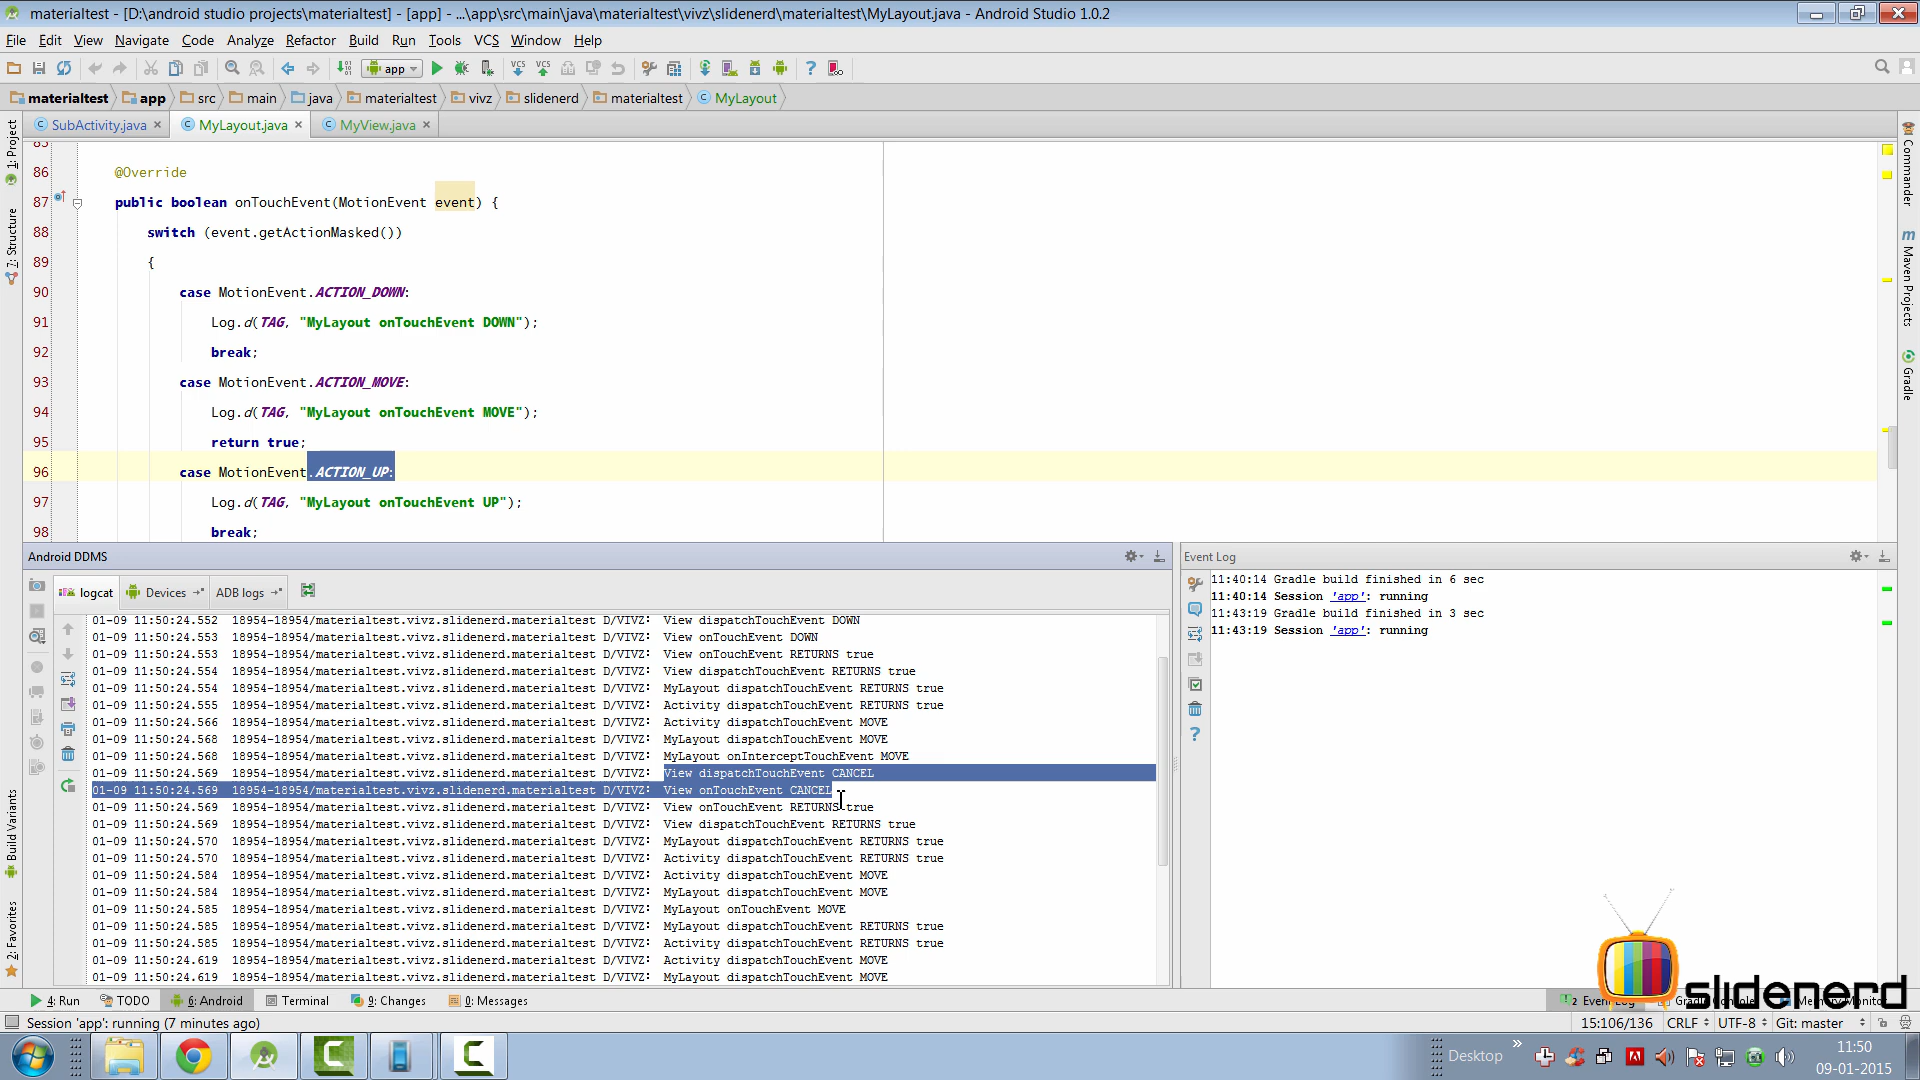 materialtest - [D:\android studio projects\materialtest] - [app] - ...\app\src\main\java\materialtest\vivz\slidenerd\materialtest\MyLayout.java - Android Studio 1.0.2
File Edit View Navigate Code Analyze Refactor Build Run Tools VCS Window Help
app
materialtest app src main java materialtest vivz slidenerd materialtest MyLayout
SubActivity.java MyLayout.java MyView.java
1: Project
7: Structure
Build Variants
2: Favorites
Commander
Maven Projects
Gradle
85
86 @Override
87 public boolean onTouchEvent(MotionEvent event) {
88 switch (event.getActionMasked())
89 {
90 case MotionEvent.ACTION_DOWN:
91 Log.d(TAG, "MyLayout onTouchEvent DOWN");
92 break;
93 case MotionEvent.ACTION_MOVE:
94 Log.d(TAG, "MyLayout onTouchEvent MOVE");
95 return true;
96 case MotionEvent.ACTION_UP:
97 Log.d(TAG, "MyLayout onTouchEvent UP");
98 break;
Android DDMS
logcat Devices ADB logs
01-09 11:50:24.552 18954-18954/materialtest.vivz.slidenerd.materialtest D/VIVZ: View dispatchTouchEvent DOWN
01-09 11:50:24.553 18954-18954/materialtest.vivz.slidenerd.materialtest D/VIVZ: View onTouchEvent DOWN
01-09 11:50:24.553 18954-18954/materialtest.vivz.slidenerd.materialtest D/VIVZ: View onTouchEvent RETURNS true
01-09 11:50:24.554 18954-18954/materialtest.vivz.slidenerd.materialtest D/VIVZ: View dispatchTouchEvent RETURNS true
01-09 11:50:24.554 18954-18954/materialtest.vivz.slidenerd.materialtest D/VIVZ: MyLayout dispatchTouchEvent RETURNS true
01-09 11:50:24.555 18954-18954/materialtest.vivz.slidenerd.materialtest D/VIVZ: Activity dispatchTouchEvent RETURNS true
01-09 11:50:24.566 18954-18954/materialtest.vivz.slidenerd.materialtest D/VIVZ: Activity dispatchTouchEvent MOVE
01-09 11:50:24.568 18954-18954/materialtest.vivz.slidenerd.materialtest D/VIVZ: MyLayout dispatchTouchEvent MOVE
01-09 11:50:24.568 18954-18954/materialtest.vivz.slidenerd.materialtest D/VIVZ: MyLayout onInterceptTouchEvent MOVE
01-09 11:50:24.569 18954-18954/materialtest.vivz.slidenerd.materialtest D/VIVZ: View dispatchTouchEvent CANCEL
01-09 11:50:24.569 18954-18954/materialtest.vivz.slidenerd.materialtest D/VIVZ: View onTouchEvent CANCEL
01-09 11:50:24.569 18954-18954/materialtest.vivz.slidenerd.materialtest D/VIVZ: View onTouchEvent RETURNS true
01-09 11:50:24.569 18954-18954/materialtest.vivz.slidenerd.materialtest D/VIVZ: View dispatchTouchEvent RETURNS true
01-09 11:50:24.570 18954-18954/materialtest.vivz.slidenerd.materialtest D/VIVZ: MyLayout dispatchTouchEvent RETURNS true
01-09 11:50:24.570 18954-18954/materialtest.vivz.slidenerd.materialtest D/VIVZ: Activity dispatchTouchEvent RETURNS true
01-09 11:50:24.584 18954-18954/materialtest.vivz.slidenerd.materialtest D/VIVZ: Activity dispatchTouchEvent MOVE
01-09 11:50:24.584 18954-18954/materialtest.vivz.slidenerd.materialtest D/VIVZ: MyLayout dispatchTouchEvent MOVE
01-09 11:50:24.585 18954-18954/materialtest.vivz.slidenerd.materialtest D/VIVZ: MyLayout onTouchEvent MOVE
01-09 11:50:24.585 18954-18954/materialtest.vivz.slidenerd.materialtest D/VIVZ: MyLayout dispatchTouchEvent RETURNS true
01-09 11:50:24.585 18954-18954/materialtest.vivz.slidenerd.materialtest D/VIVZ: Activity dispatchTouchEvent RETURNS true
01-09 11:50:24.619 18954-18954/materialtest.vivz.slidenerd.materialtest D/VIVZ: Activity dispatchTouchEvent MOVE
01-09 11:50:24.619 18954-18954/materialtest.vivz.slidenerd.materialtest D/VIVZ: MyLayout dispatchTouchEvent MOVE
Event Log
11:40:14 Gradle build finished in 6 sec
11:40:14 Session 'app': running
11:43:19 Gradle build finished in 3 sec
11:43:19 Session 'app': running
slidenerd
4: Run TODO 6: Android Terminal 9: Changes 0: Messages 2 Event Log
Session 'app': running (7 minutes ago) 15:106/136 CRLF UTF-8 Git: master
Desktop
11:50
09-01-2015